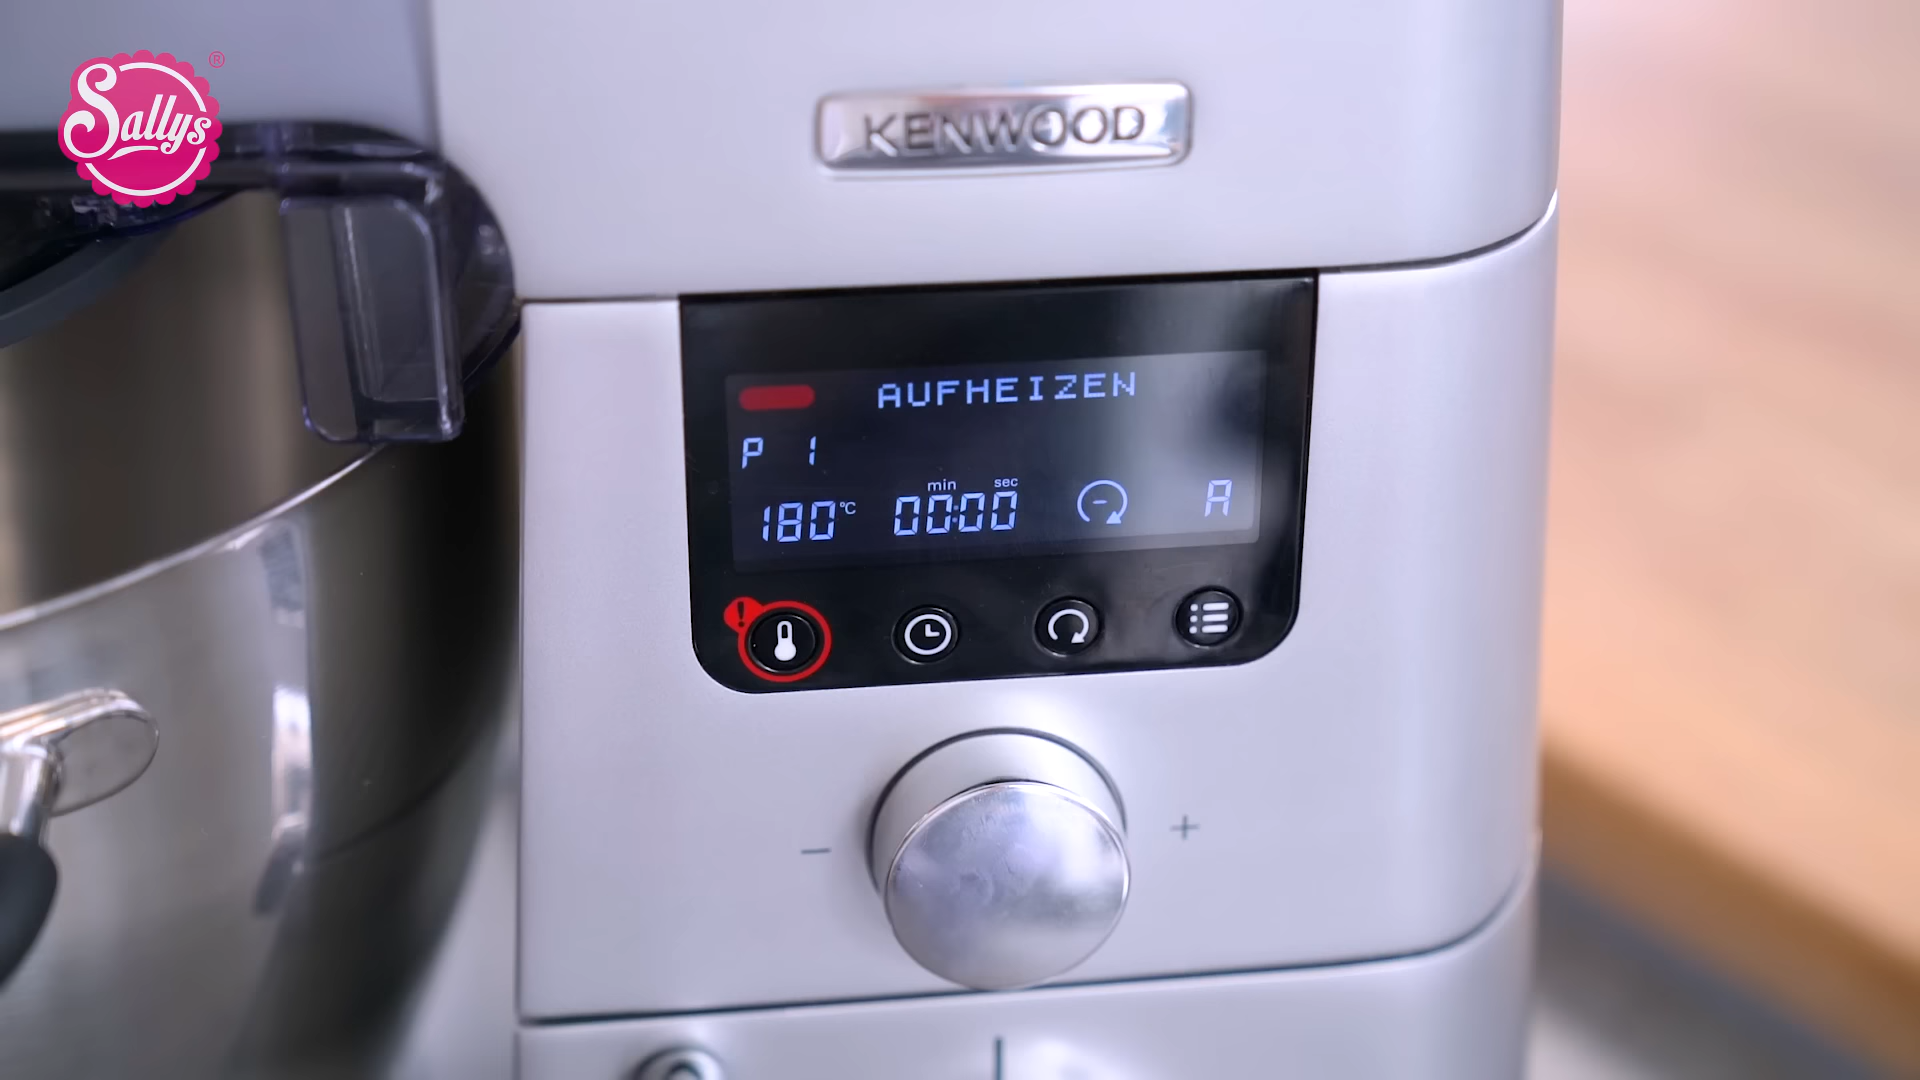 Sallys ®
KENWOOD
AUFHEIZEN
P 1
min sec
180°C 00:00 A
!
− +